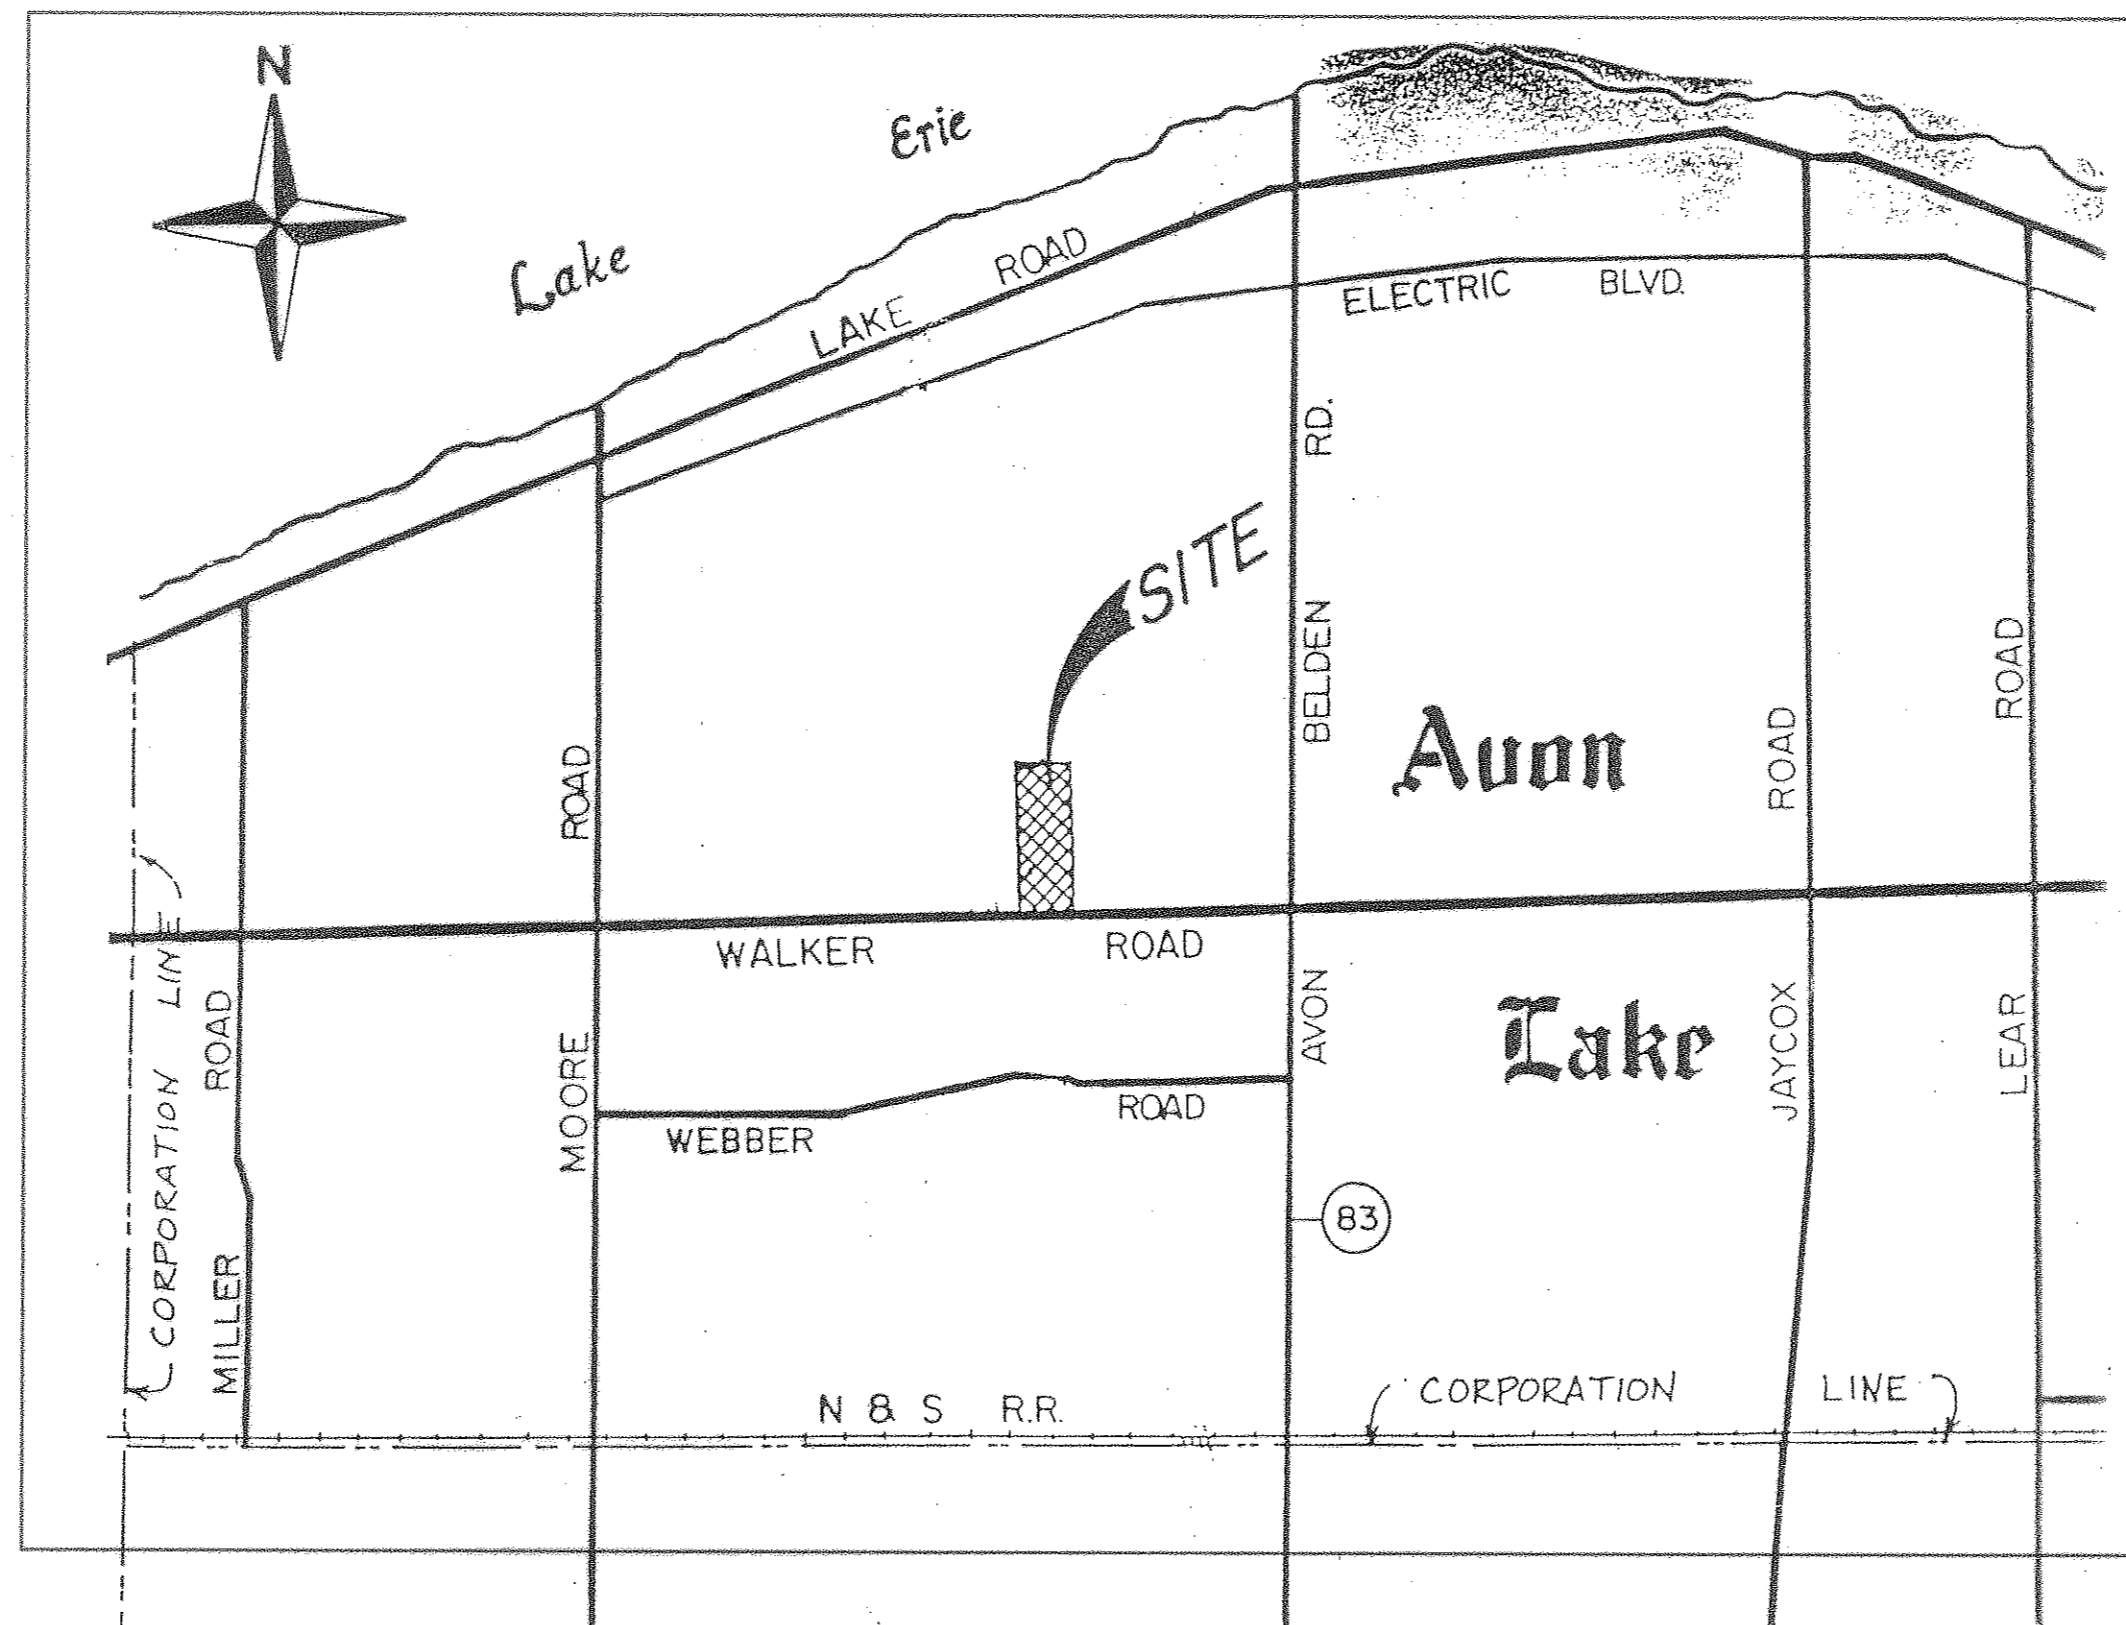 N
Lake Erie
LAKE ROAD
ELECTRIC BLVD.
SITE
AVON BELDEN RD.
Avon
Lake
WALKER ROAD
WEBBER ROAD
MILLER ROAD
MOORE ROAD
JAYCOX ROAD
LEAR ROAD
CORPORATION LINE
83
N & S R.R.
CORPORATION LINE